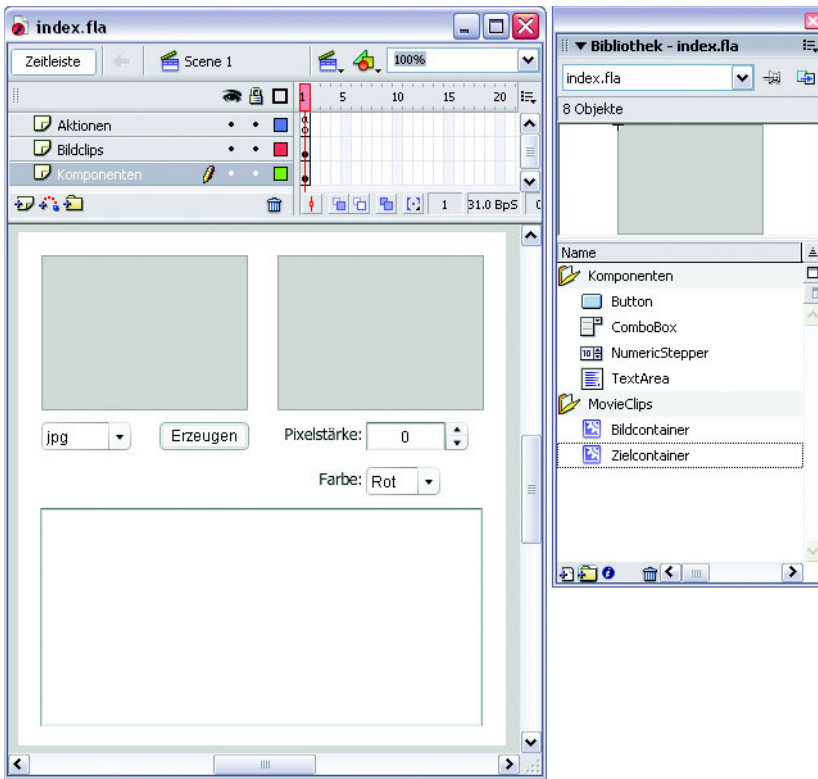 index.fla
Zeitleiste
Scene 1
100%
1 5 10 15 20
Aktionen
Bildclips
Komponenten
1 31.0 BpS
jpg
Erzeugen
Pixelstärke:
0
Farbe:
Rot
Bibliothek - index.fla
index.fla
8 Objekte
Name
Komponenten
Button
ComboBox
NumericStepper
TextArea
MovieClips
Bildcontainer
Zielcontainer